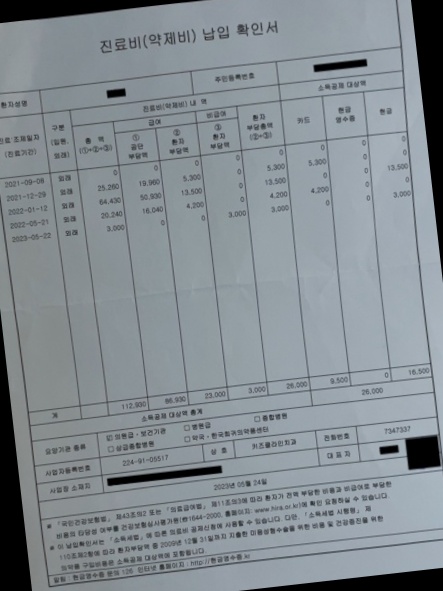 진료비(약제비) 납입 확인서
환자성명 주민등록번호
진료·조제일자 (진료기간) 구분 (입원, 외래) 진료비(약제비) 내 역 소득공제 대상액
총 액 (①+②+③) 급여 비급여 환자 부담총액 (②+③) 카드 현금 영수증 현금
① 공단 부담액 ② 환자 부담액 ③ 환자 부담액
2021-09-08 외래 0 0 0 0 0 0 0 0
2021-12-29 외래 25,260 19,960 5,300 0 5,300 5,300 0 0
2022-01-12 외래 64,430 50,930 13,500 0 13,500 0 0 13,500
2022-05-21 외래 20,240 16,040 4,200 0 4,200 4,200 0 0
2023-05-22 외래 3,000 0 0 3,000 3,000 0 0 3,000
계 112,930 86,930 23,000 3,000 26,000 9,500 0 16,500
소득공제 대상액 총계 26,000
요양기관 종류 ☑ 의원급·보건기관 □ 병원급 □ 종합병원
□ 상급종합병원 □ 약국·한국희귀의약품센터
사업자등록번호 224-91-05517 상 호 키즈플러인치과 전화번호 7347337
사업장 소재지 대 표 자
2023년 05월 24일
※ 「국민건강보험법」 제43조의2 또는 「의료급여법」 제11조의3에 따라 환자가 전액 부담한 비용과 비급여로 부담한
비용의 타당성 여부를 건강보험심사평가원(☎1644-2000, 홈페이지: www.hira.or.kr)에 확인 요청하실 수 있습니다.
※ 이 납입확인서는 「소득세법」에 따른 의료비 공제신청에 사용할 수 있습니다. 다만, 「소득세법 시행령」 제
110조제2항에 따라 환자부담액 중 2009년 12월 31일까지 지출한 미용성형수술을 위한 비용 및 건강증진을 위한
의약품 구입비용은 소득공제 대상액에 포함됩니다.
알림 : 현금영수증 문의 126. 인터넷 홈페이지 : http://현금영수증.kr